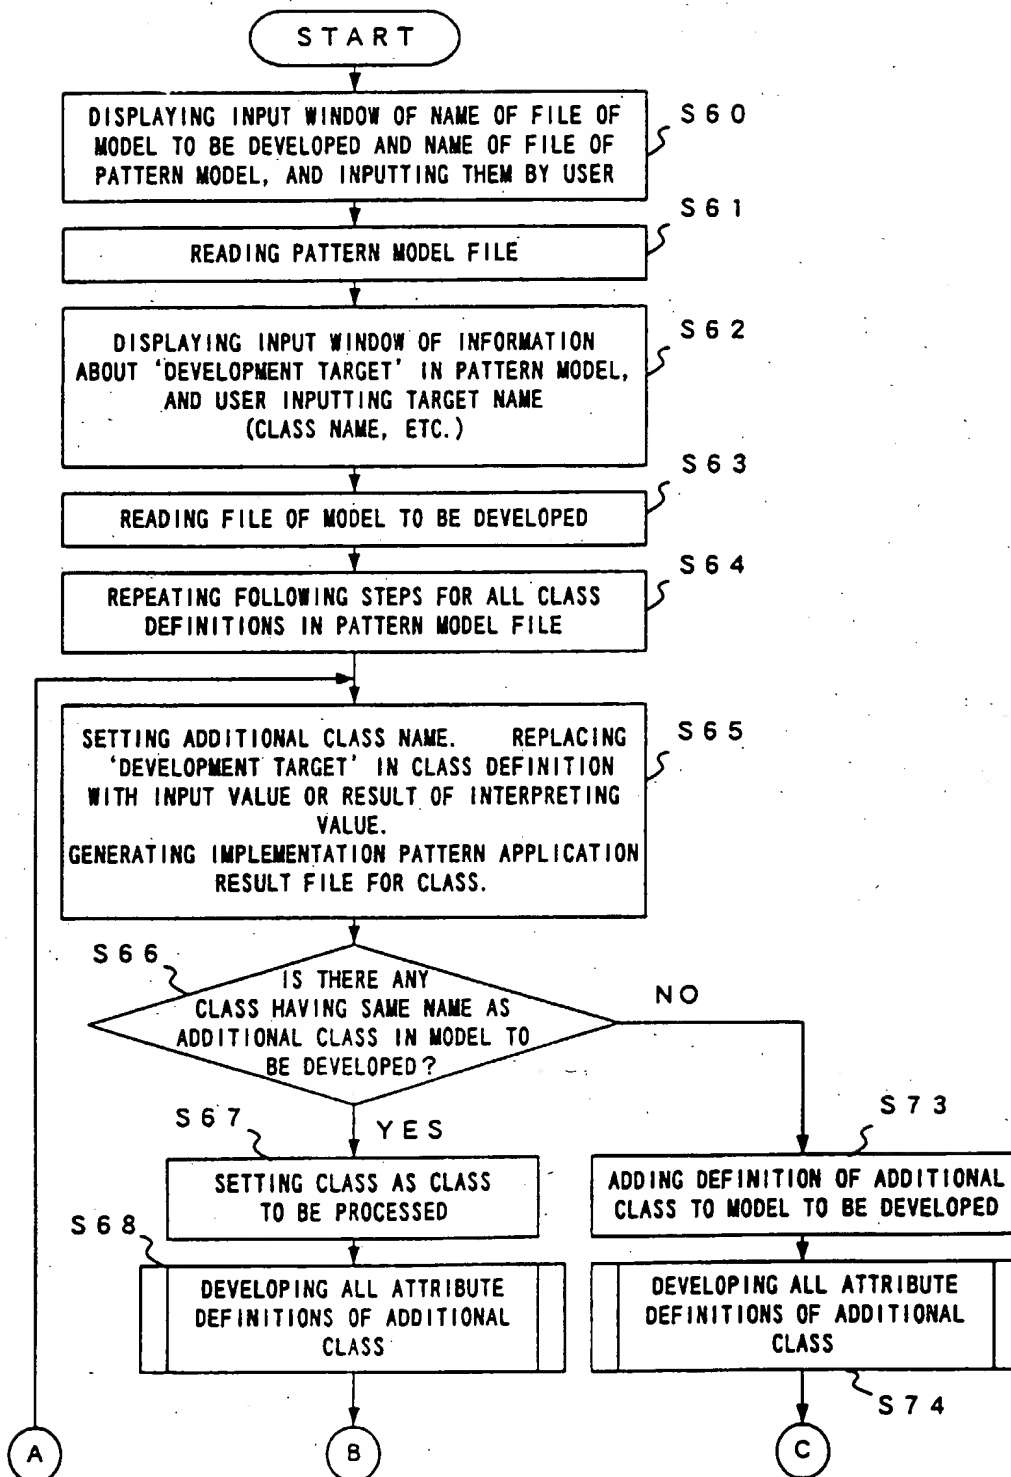 START
DISPLAYING INPUT WINDOW OF NAME OF FILE OF
MODEL TO BE DEVELOPED AND NAME OF FILE OF
PATTERN MODEL, AND INPUTTING THEM BY USER
S60
S61
READING PATTERN MODEL FILE
S62
DISPLAYING INPUT WINDOW OF INFORMATION
ABOUT 'DEVELOPMENT TARGET' IN PATTERN MODEL,
AND USER INPUTTING TARGET NAME
(CLASS NAME, ETC.)
S63
READING FILE OF MODEL TO BE DEVELOPED
S64
REPEATING FOLLOWING STEPS FOR ALL CLASS
DEFINITIONS IN PATTERN MODEL FILE
S65
SETTING ADDITIONAL CLASS NAME. REPLACING
'DEVELOPMENT TARGET' IN CLASS DEFINITION
WITH INPUT VALUE OR RESULT OF INTERPRETING
VALUE.
GENERATING IMPLEMENTATION PATTERN APPLICATION
RESULT FILE FOR CLASS.
S66
IS THERE ANY
CLASS HAVING SAME NAME AS
ADDITIONAL CLASS IN MODEL TO
BE DEVELOPED?
NO
YES
S67
SETTING CLASS AS CLASS
TO BE PROCESSED
S73
ADDING DEFINITION OF ADDITIONAL
CLASS TO MODEL TO BE DEVELOPED
S68
DEVELOPING ALL ATTRIBUTE
DEFINITIONS OF ADDITIONAL
CLASS
DEVELOPING ALL ATTRIBUTE
DEFINITIONS OF ADDITIONAL
CLASS
S74
A
B
C